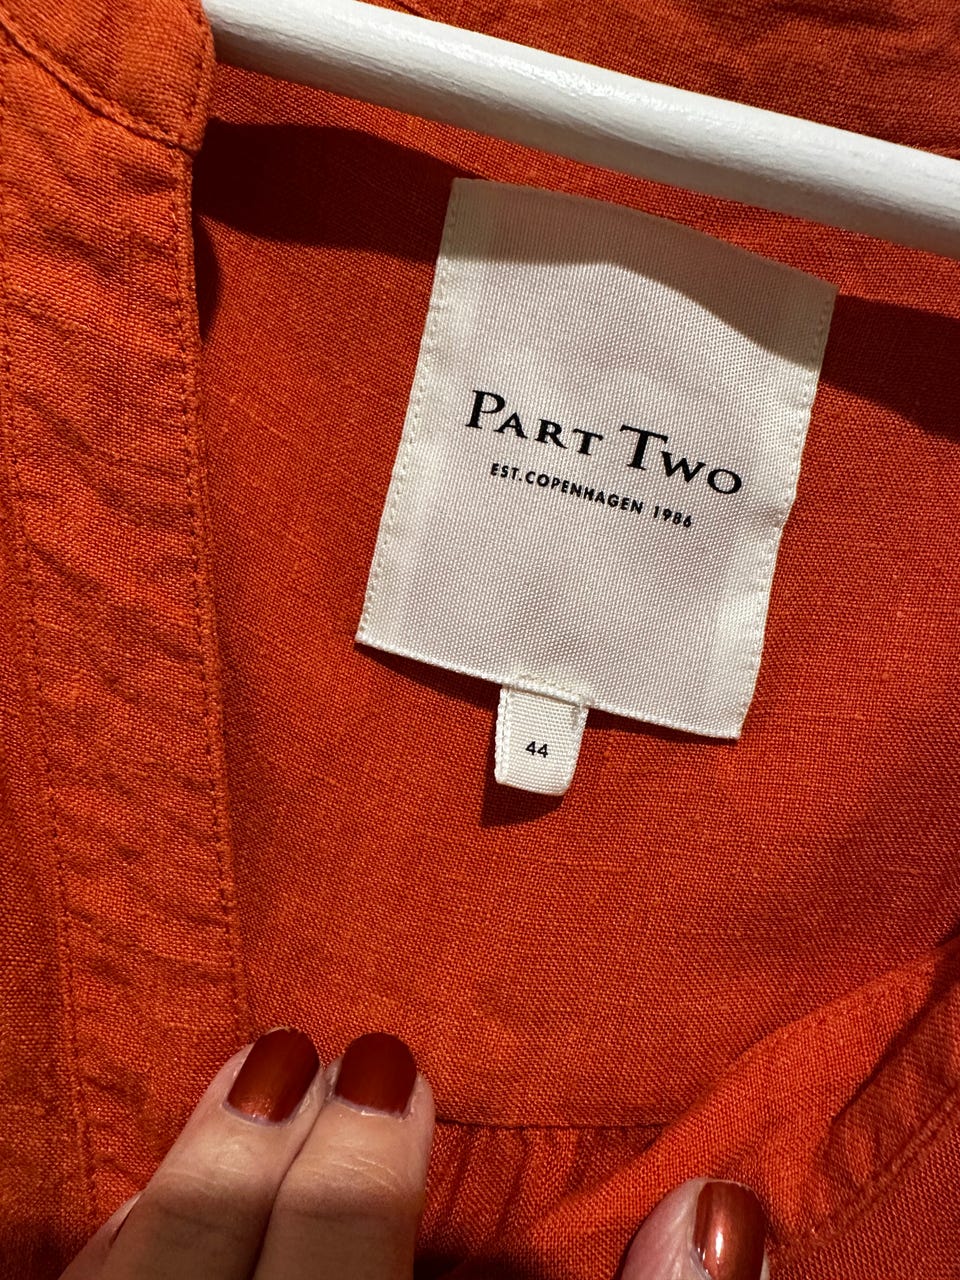 PART TWO
EST. COPENHAGEN 1986
44